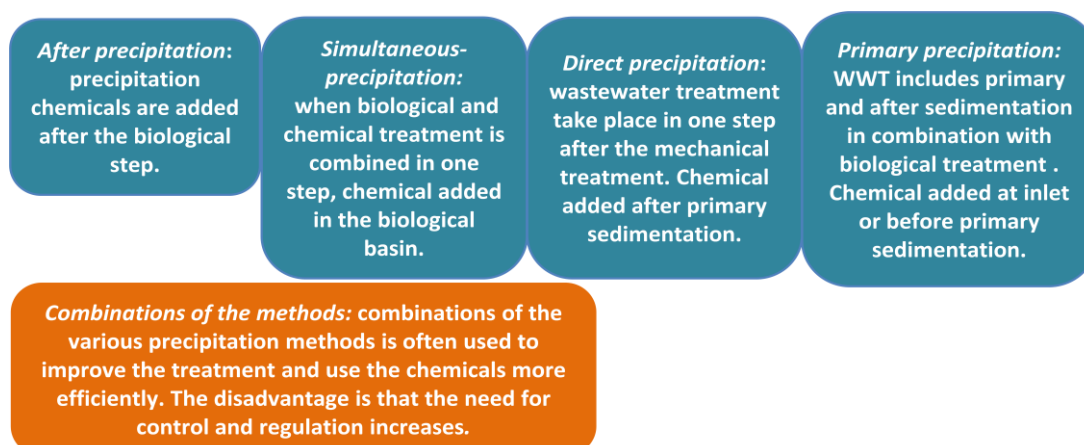 After precipitation:
precipitation
chemicals are added
after the biological
step.
Simultaneous-
precipitation:
when biological and
chemical treatment is
combined in one
step, chemical added
in the biological
basin.
Direct precipitation:
wastewater treatment
take place in one step
after the mechanical
treatment. Chemical
added after primary
sedimentation.
Primary precipitation:
WWT includes primary
and after sedimentation
in combination with
biological treatment .
Chemical added at inlet
or before primary
sedimentation.
Combinations of the methods: combinations of the
various precipitation methods is often used to
improve the treatment and use the chemicals more
efficiently. The disadvantage is that the need for
control and regulation increases.